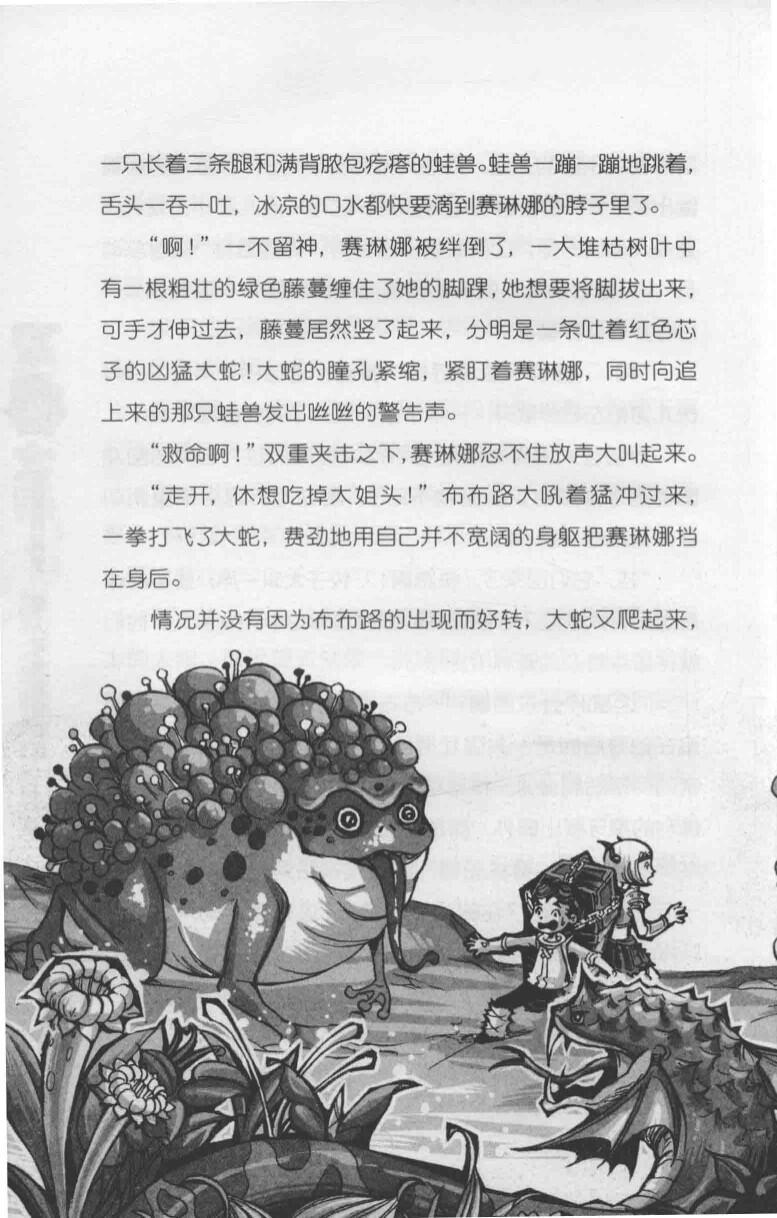 一只长着三条腿和满背脓包疙瘩的蛙兽。蛙兽一蹦一蹦地跳着，
舌头一吞一吐，冰凉的口水都快要滴到赛琳娜的脖子里了。
“啊！”一不留神，赛琳娜被绊倒了，一大堆枯树叶中
有一根粗壮的绿色藤蔓缠住了她的脚踝，她想要将脚拔出来，
可手才伸过去，藤蔓居然竖了起来，分明是一条吐着红色芯
子的凶猛大蛇！大蛇的瞳孔紧缩，紧盯着赛琳娜，同时向追
上来的那只蛙兽发出咝咝的警告声。
“救命啊！”双重夹击之下，赛琳娜忍不住放声大叫起来。
“走开，休想吃掉大姐头！”布布路大吼着猛冲过来，
一拳打飞了大蛇，费劲地用自己并不宽阔的身躯把赛琳娜挡
在身后。
情况并没有因为布布路的出现而好转，大蛇又爬起来，